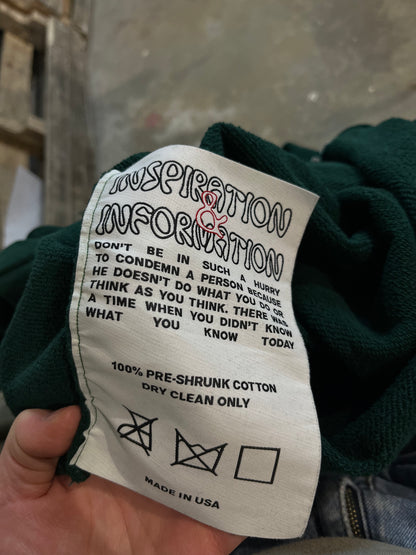 INSPIRATION
&
INFORMATION
DON'T BE IN SUCH A HURRY
TO CONDEMN A PERSON BECAUSE
HE DOESN'T DO WHAT YOU DO OR
THINK AS YOU THINK. THERE WAS
A TIME WHEN YOU DIDN'T KNOW
WHAT YOU KNOW TODAY
100% PRE-SHRUNK COTTON
DRY CLEAN ONLY
MADE IN USA